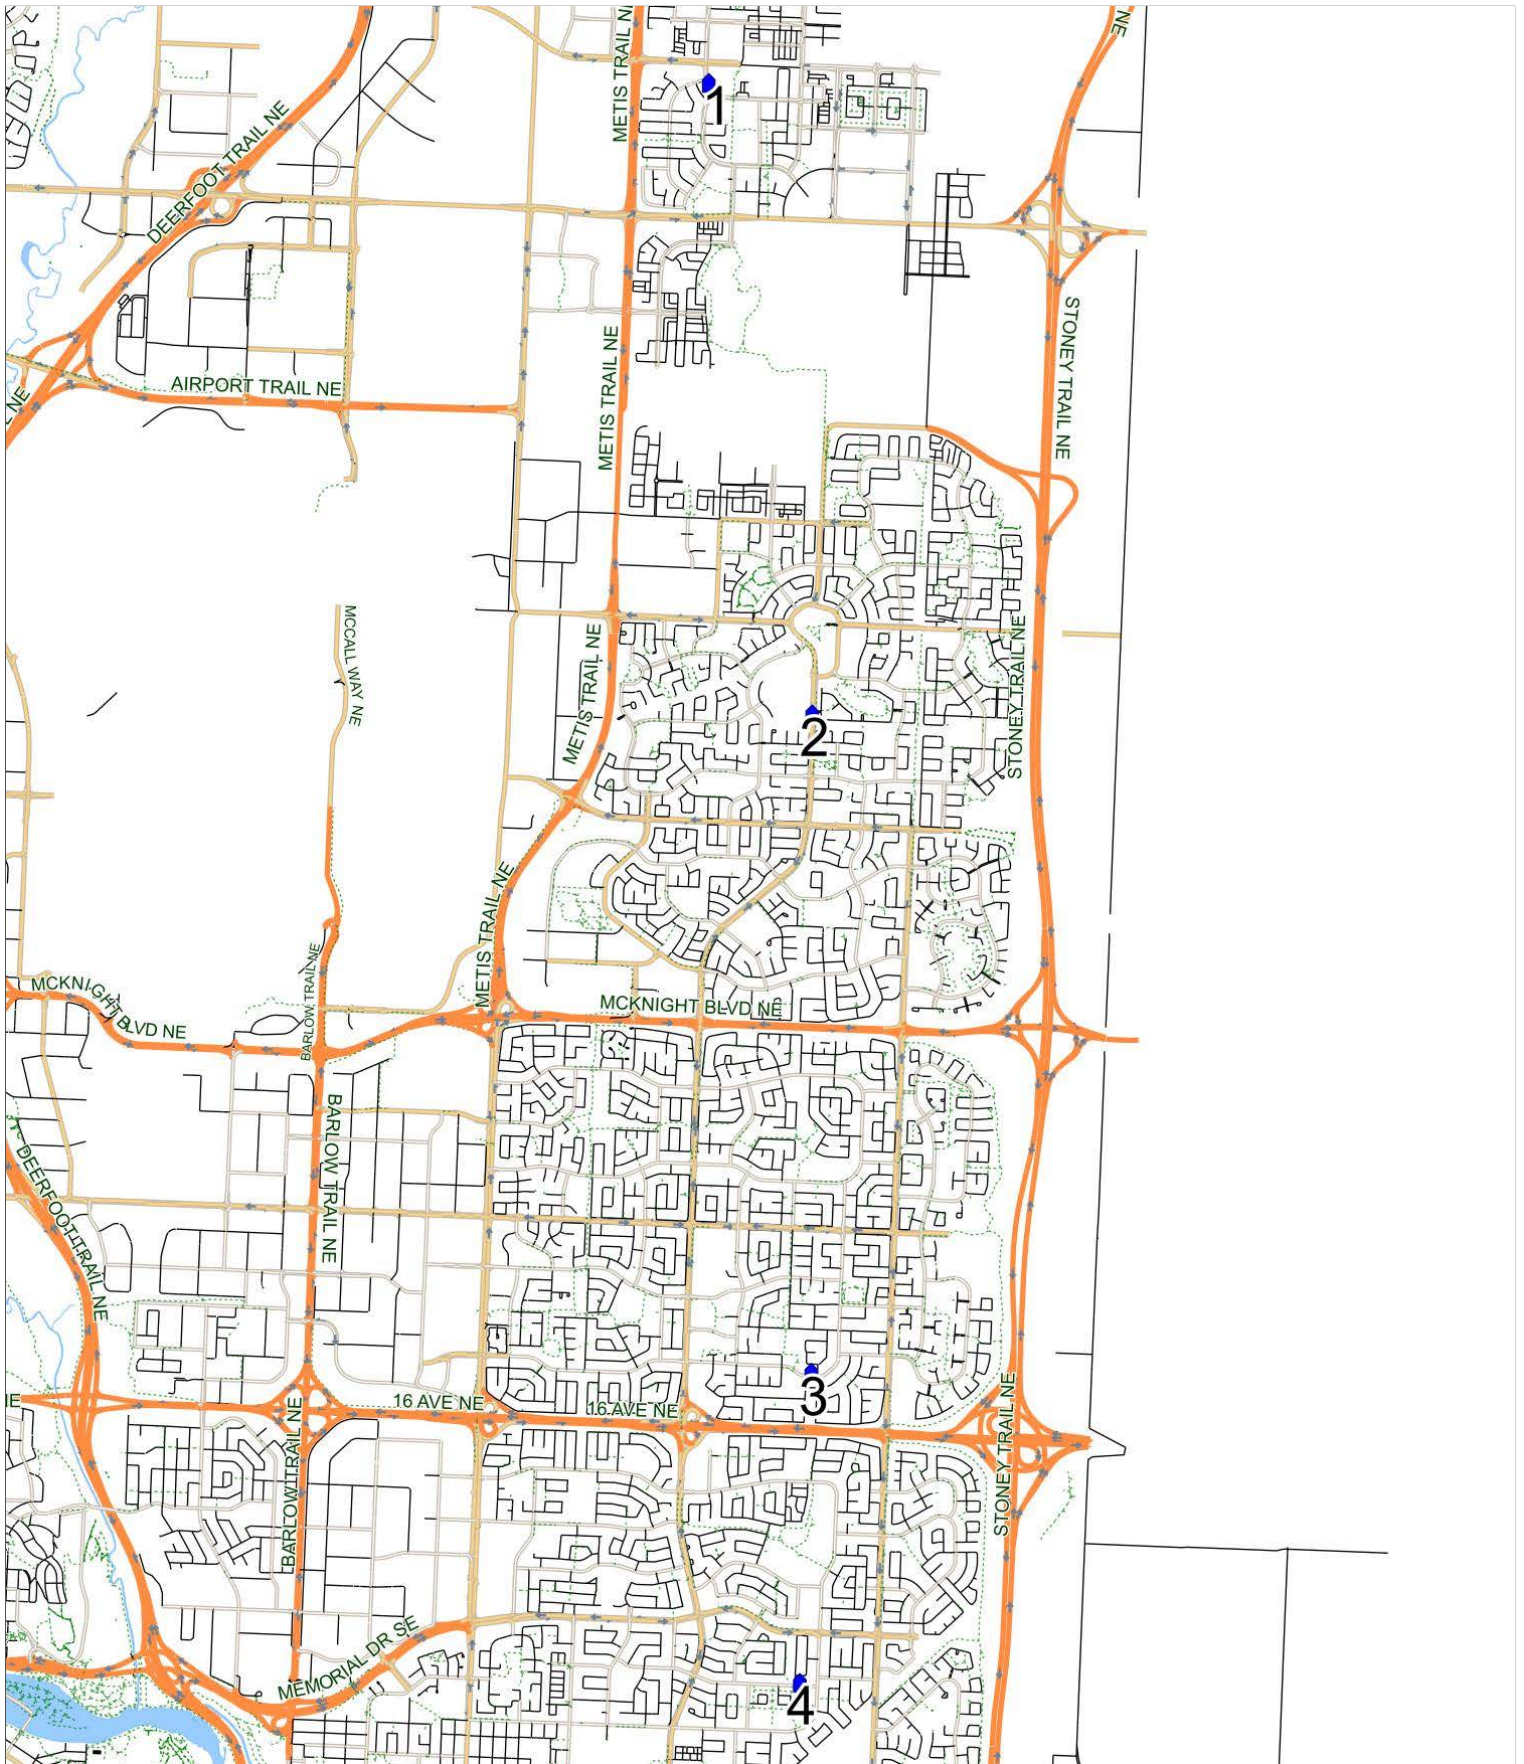 METIS TRAIL N
NE
1
DEERFOOT TRAIL NE
STONEY TRAIL NE
METIS TRAIL NE
AIRPORT TRAIL NE
NE
MCCALL WAY NE
METIS TRAIL NE
STONEY TRAIL NE
2
METIS TRAIL NE
BARLOW TRAIL NE
MCKNIGHT BLVD NE
MCKNIGHT BLVD NE
BARLOW TRAIL NE
DEERFOOT TRAIL NE
3
16 AVE NE
16 AVE NE
STONEY TRAIL NE
BARLOW TRAIL NE
MEMORIAL DR SE
4